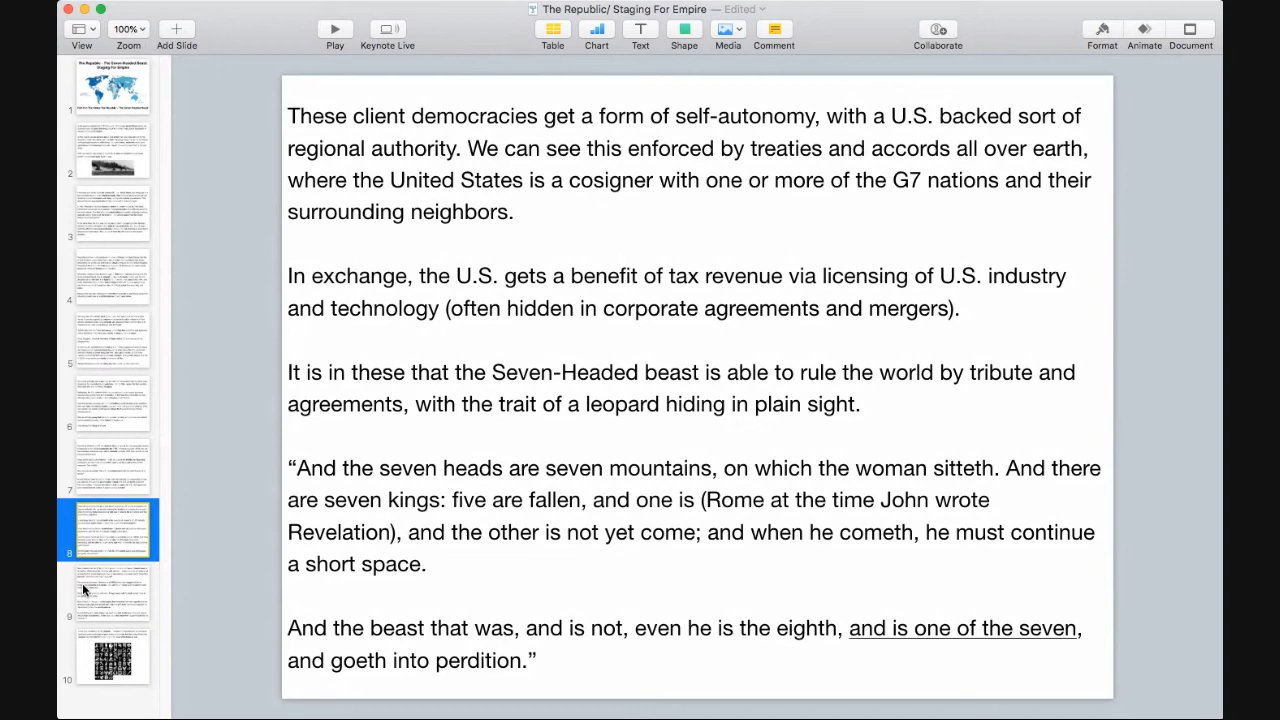 The Republic/ Staging For Empire — Edited
100%
View
Zoom
Add Slide
Play
Keynote Live
Table
Chart
Text
Shape
Media
Comment
Collaborate
Format
Animate
Document
These client democracies get a form of self-autonomy, with a U.S. backed sort of
regional security. We can see this enforced by treaties and accords all over earth,
where the United States is a cosigner with one or more of the G7 nations and their
surrounding neighbors.
In exchange, the U.S. gets a degree of tax revenue and licensing of U.S. industry
and technology (often hidden in corporate agreements and mergers).
It is in these that the Seven-Headed beast is able to rule the world by tribute and
with the of a leopard hiding in plain sight.
“And the seven heads are seven mountains, on which the woman sitteth. And there
are seven kings: five are fallen, and one is (Rome in the time John
and the other is not yet come; and when he cometh, he must continue
a short space.
And the beast that was, and is not, even he is the eighth, and is one of the seven,
and goeth into perdition.”
1
2
3
4
5
6
7
8
9
10